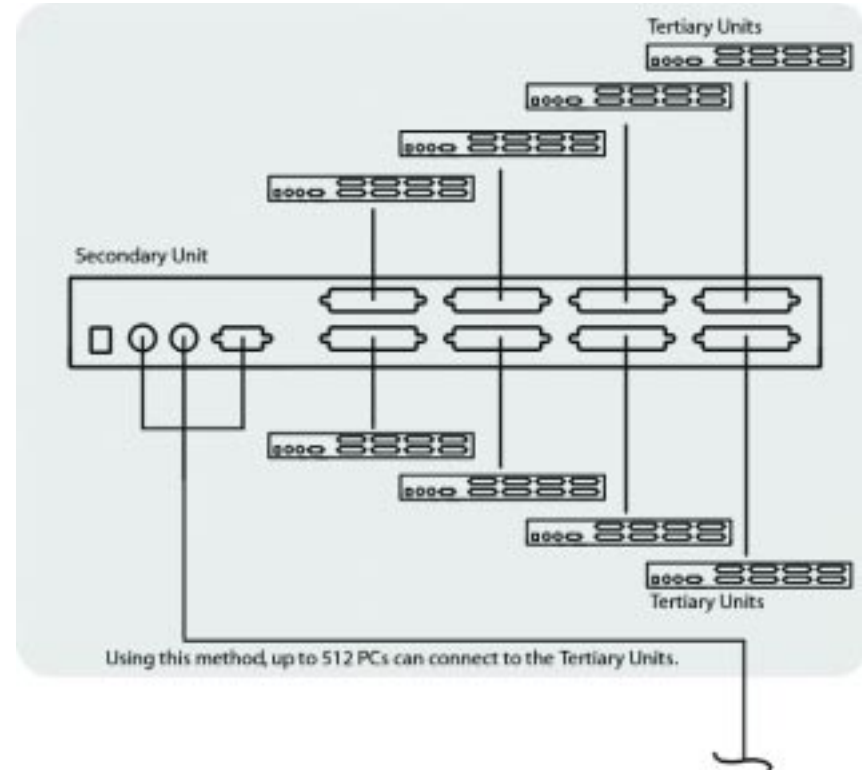 Tertiary Units
Secondary Unit
Tertiary Units
Using this method, up to 512 PCs can connect to the Tertiary Units.